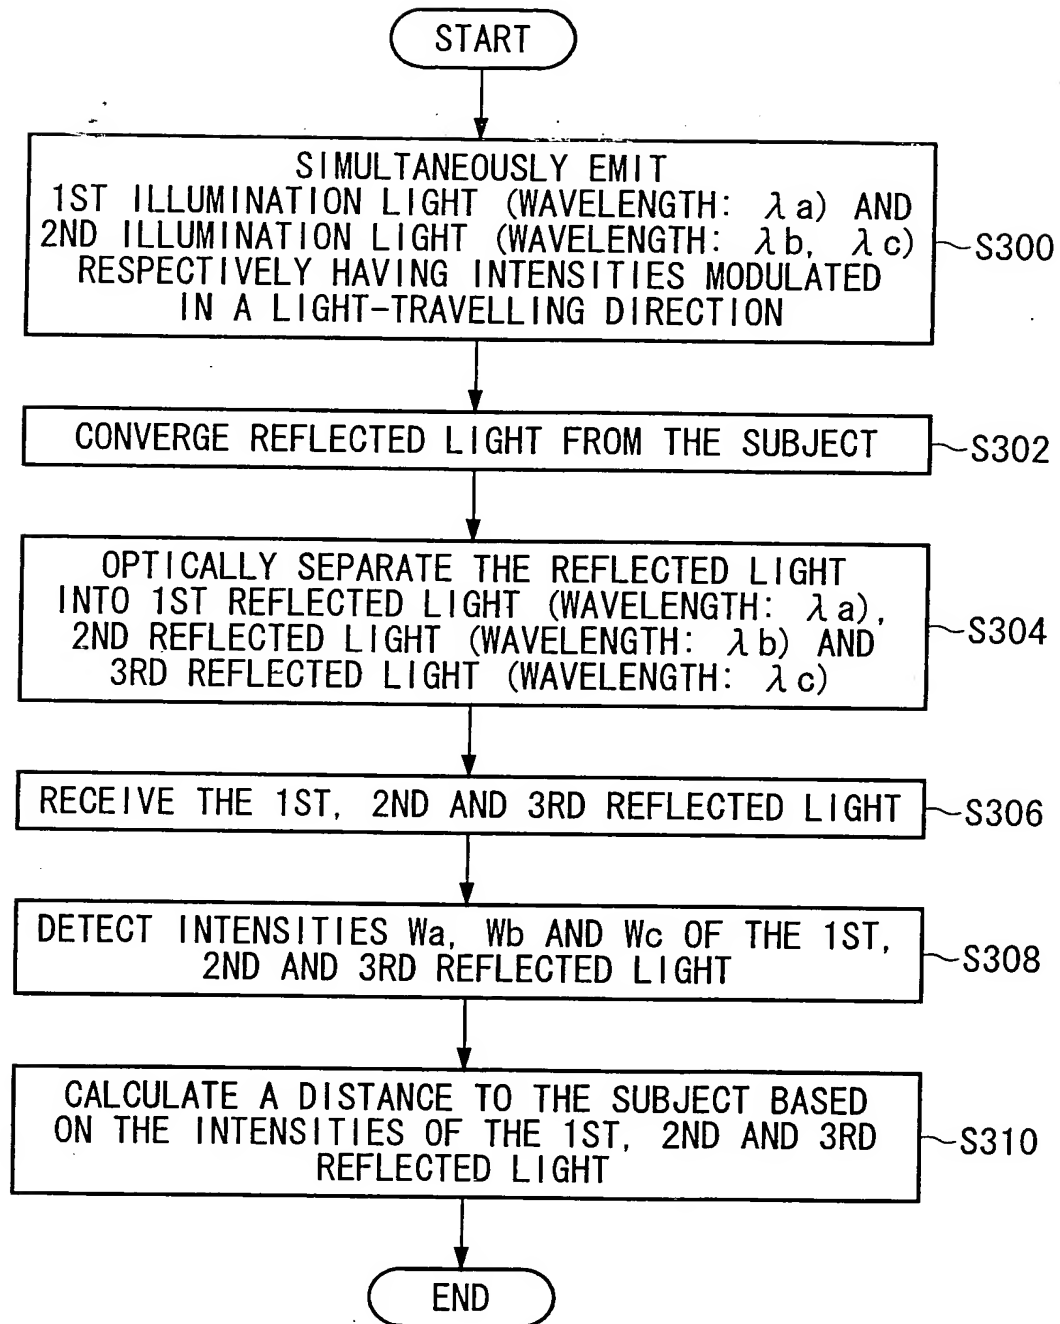 START
SIMULTANEOUSLY EMIT
1ST ILLUMINATION LIGHT (WAVELENGTH: λa) AND
2ND ILLUMINATION LIGHT (WAVELENGTH: λb, λc)
RESPECTIVELY HAVING INTENSITIES MODULATED
IN A LIGHT-TRAVELLING DIRECTION
S300
CONVERGE REFLECTED LIGHT FROM THE SUBJECT
S302
OPTICALLY SEPARATE THE REFLECTED LIGHT
INTO 1ST REFLECTED LIGHT (WAVELENGTH: λa),
2ND REFLECTED LIGHT (WAVELENGTH: λb) AND
3RD REFLECTED LIGHT (WAVELENGTH: λc)
S304
RECEIVE THE 1ST, 2ND AND 3RD REFLECTED LIGHT
S306
DETECT INTENSITIES Wa, Wb AND Wc OF THE 1ST,
2ND AND 3RD REFLECTED LIGHT
S308
CALCULATE A DISTANCE TO THE SUBJECT BASED
ON THE INTENSITIES OF THE 1ST, 2ND AND 3RD
REFLECTED LIGHT
S310
END